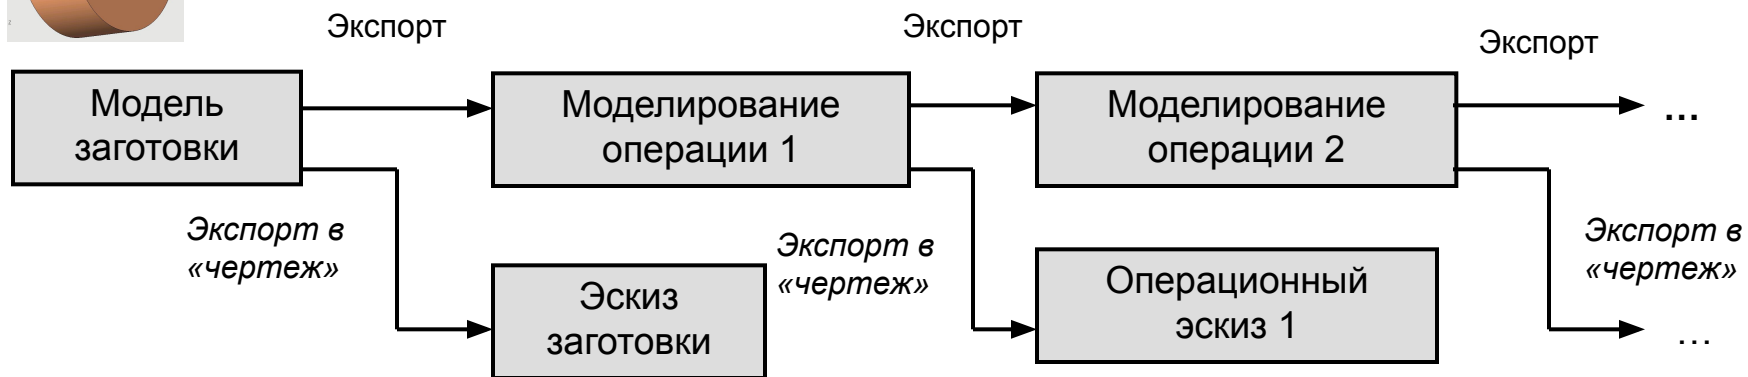 Экспорт
Экспорт
Экспорт
Модель
заготовки
Моделирование
операции 1
Моделирование
операции 2
...
Экспорт в
«чертеж»
Экспорт в
«чертеж»
Экспорт в
«чертеж»
Эскиз
заготовки
Операционный
эскиз 1
...